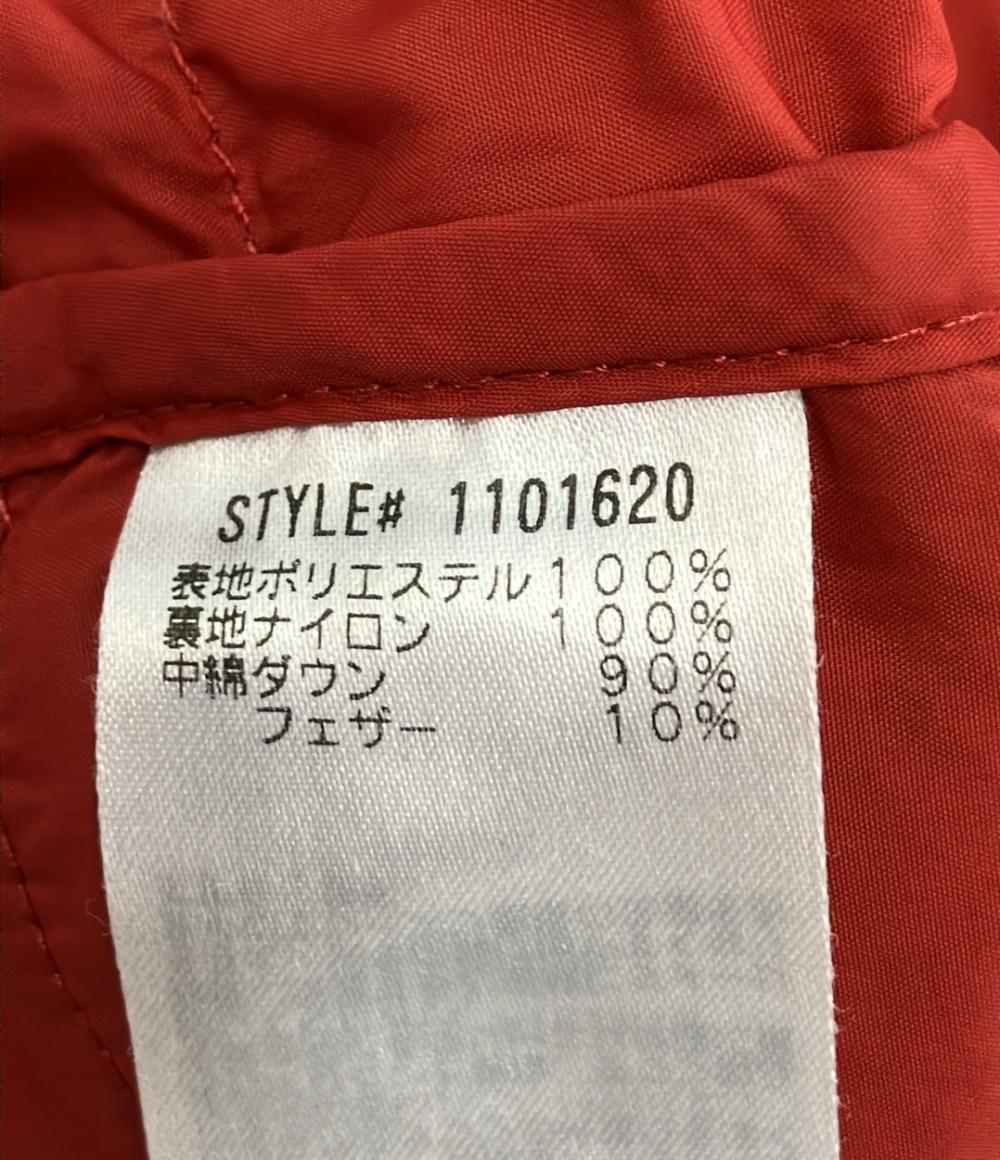 STYLE# 1101620
表地ポリエステル100%
裏地ナイロン 100%
中綿ダウン 90%
フェザー 10%